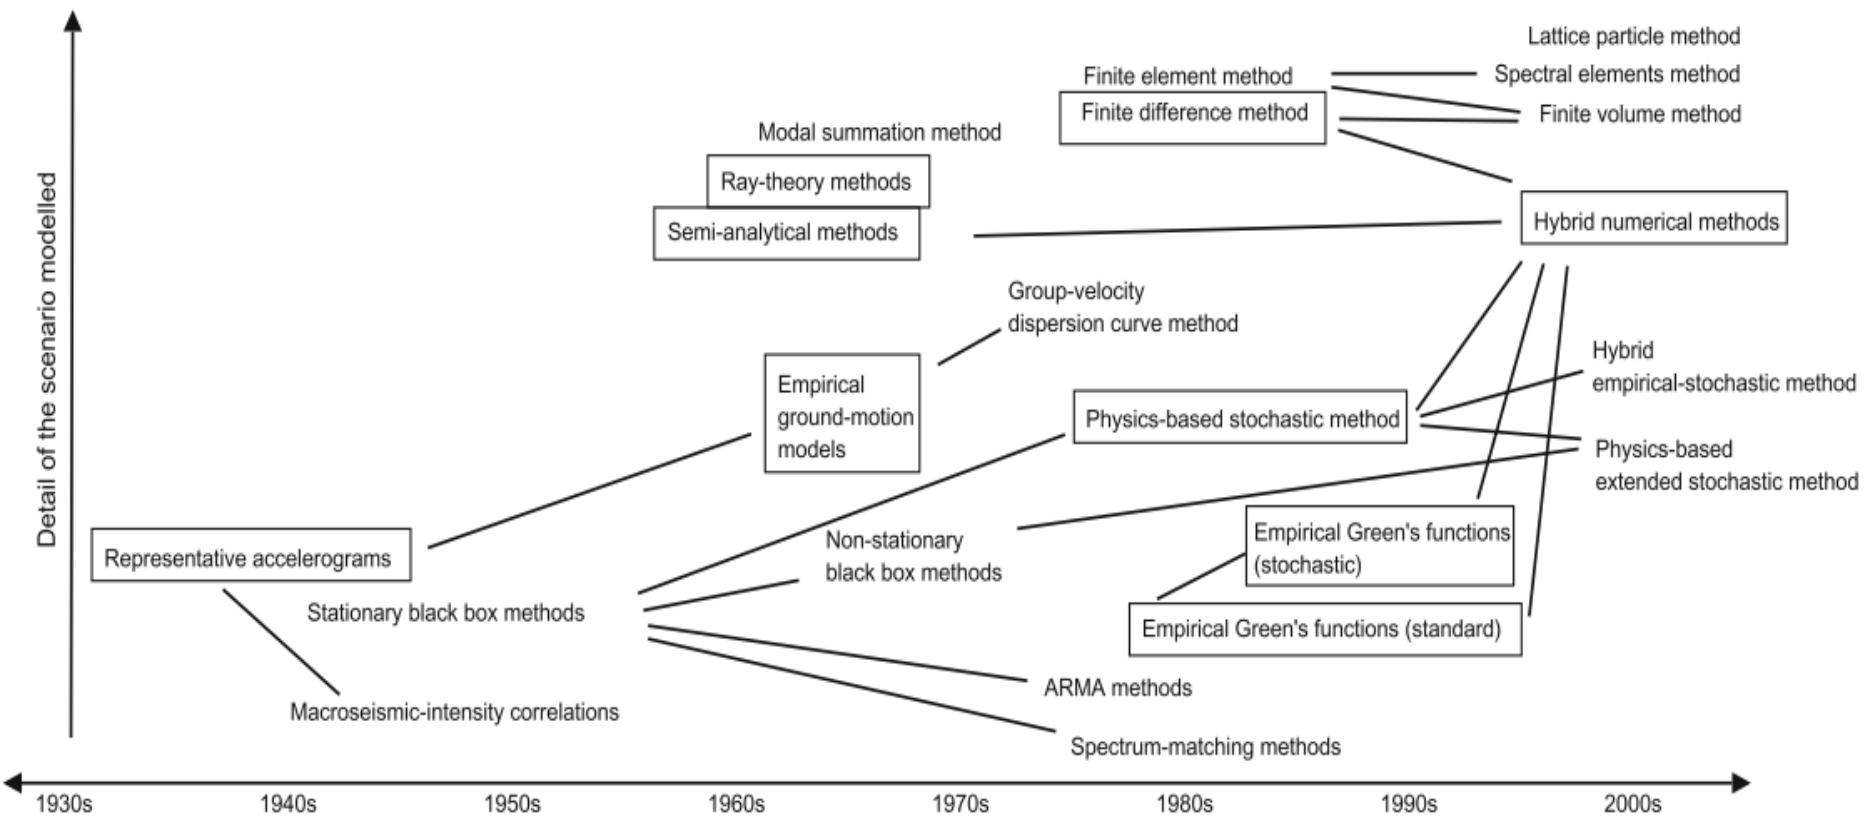 Lattice particle method
Finite element method
Spectral elements method
Finite difference method
Finite volume method
Modal summation method
Ray-theory methods
Semi-analytical methods
Hybrid numerical methods
Group-velocity
dispersion curve method
Empirical
ground-motion
models
Hybrid
empirical-stochastic method
Physics-based stochastic method
Physics-based
extended stochastic method
Non-stationary
black box methods
Empirical Green's functions
(stochastic)
Representative accelerograms
Stationary black box methods
Empirical Green's functions (standard)
ARMA methods
Macroseismic-intensity correlations
Spectrum-matching methods
Detail of the scenario modelled
1930s 1940s 1950s 1960s 1970s 1980s 1990s 2000s